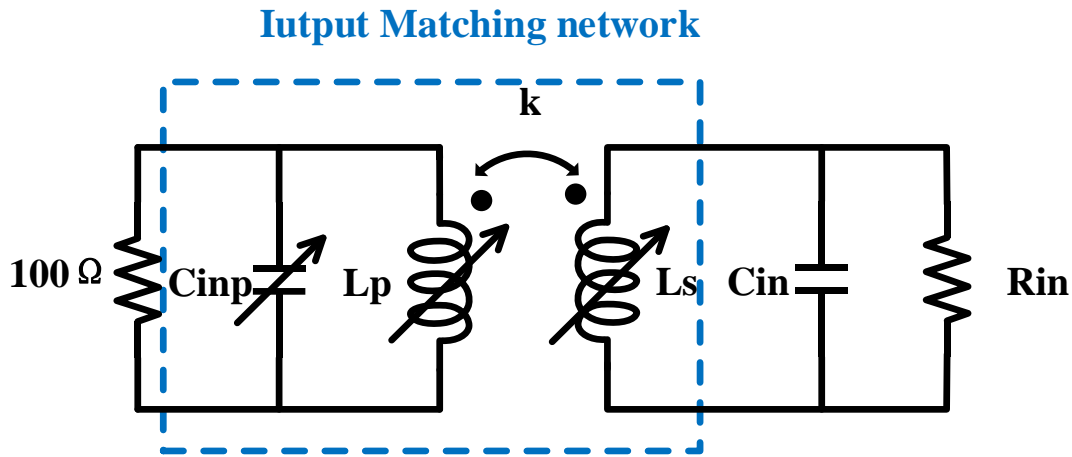 Iutput Matching network
k
100 Ω
Cinp
Lp
Ls
Cin
Rin